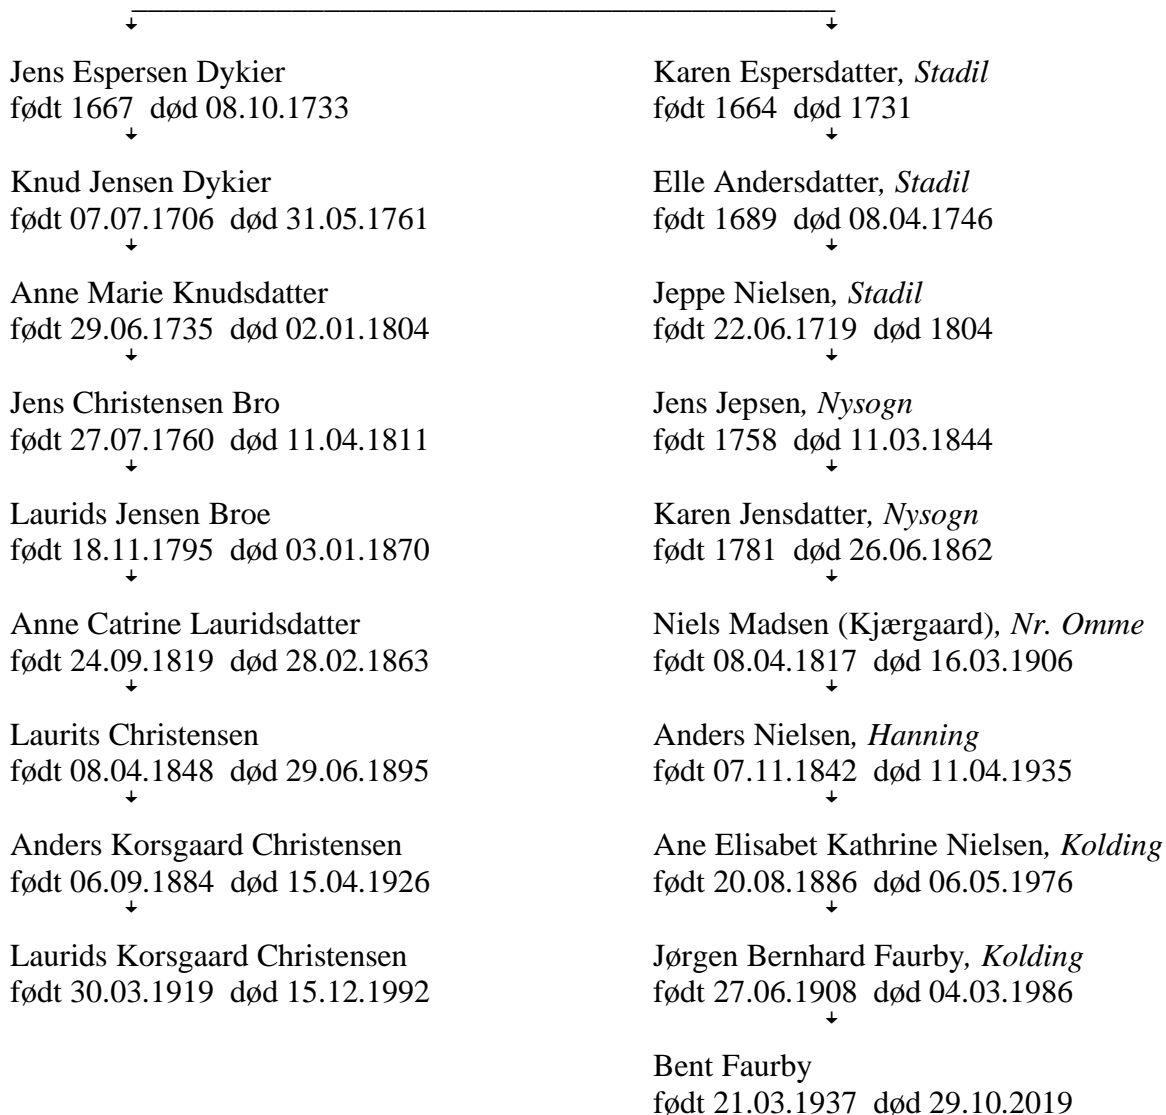 Jens Espersen Dykier
født 1667 død 08.10.1733
Knud Jensen Dykier
født 07.07.1706 død 31.05.1761
Anne Marie Knudsdatter
født 29.06.1735 død 02.01.1804
Jens Christensen Bro
født 27.07.1760 død 11.04.1811
Laurids Jensen Broe
født 18.11.1795 død 03.01.1870
Anne Catrine Lauridsdatter
født 24.09.1819 død 28.02.1863
Laurits Christensen
født 08.04.1848 død 29.06.1895
Anders Korsgaard Christensen
født 06.09.1884 død 15.04.1926
Laurids Korsgaard Christensen
født 30.03.1919 død 15.12.1992
Karen Espersdatter, Stadil
født 1664 død 1731
Elle Andersdatter, Stadil
født 1689 død 08.04.1746
Jeppe Nielsen, Stadil
født 22.06.1719 død 1804
Jens Jepsen, Nysogn
født 1758 død 11.03.1844
Karen Jensdatter, Nysogn
født 1781 død 26.06.1862
Niels Madsen (Kjærgaard), Nr. Omme
født 08.04.1817 død 16.03.1906
Anders Nielsen, Hanning
født 07.11.1842 død 11.04.1935
Ane Elisabet Kathrine Nielsen, Kolding
født 20.08.1886 død 06.05.1976
Jørgen Bernhard Faurby, Kolding
født 27.06.1908 død 04.03.1986
Bent Faurby
født 21.03.1937 død 29.10.2019